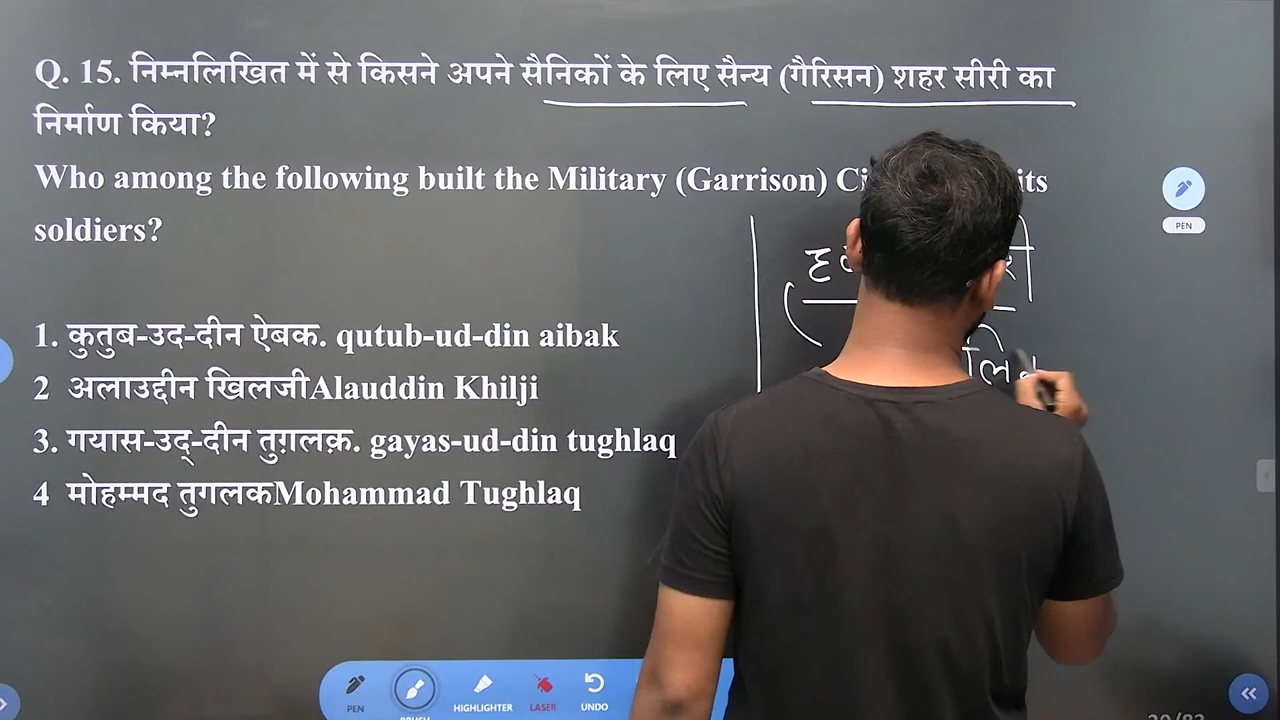 Q. 15. निम्नलिखित में से किसने अपने सैनिकों के लिए सैन्य (गैरिसन) शहर सीरी का
निर्माण किया?
Who among the following built the Military (Garrison) its
soldiers?
1. कुतुब-उद-दीन ऐबक. qutub-ud-din aibak
2 अलाउद्दीन खिलजीAlauddin Khilji
3. गयास-उद्-दीन तुग़लक़. gayas-ud-din tughlaq
4 मोहम्मद तुगलकMohammad Tughlaq
PEN
PEN
HIGHLIGHTER
LASER
UNDO